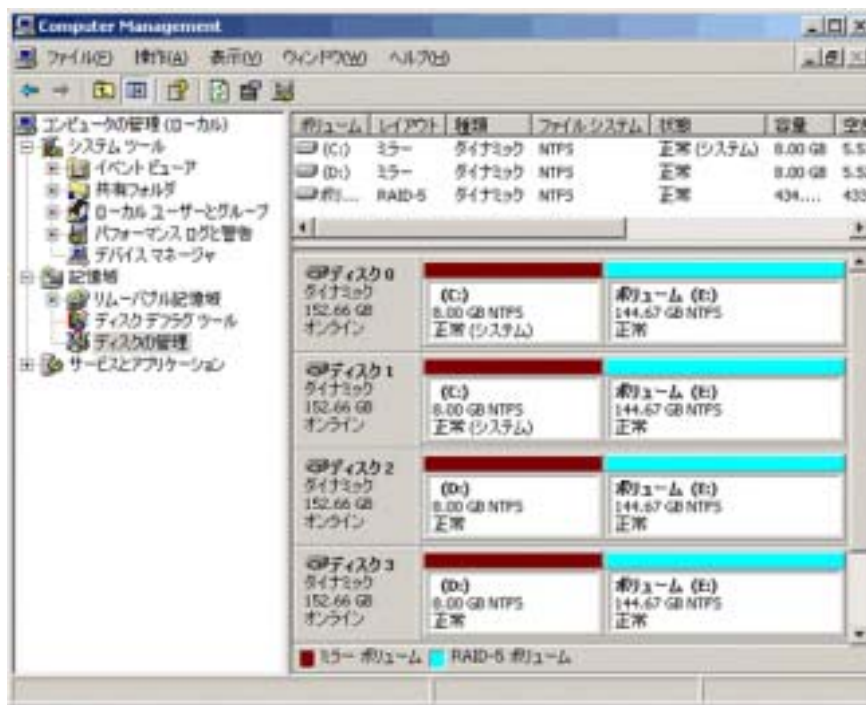 Computer Management
ファイル(F) 操作(A) 表示(V) ウィンドウ(W) ヘルプ(H)
コンピュータの管理 (ローカル)
システム ツール
イベント ビューア
共有フォルダ
ローカル ユーザーとグループ
パフォーマンス ログと警告
デバイス マネージャ
記憶域
リムーバブル記憶域
ディスク デフラグ ツール
ディスクの管理
サービスとアプリケーション
ボリューム レイアウト 種類 ファイル システム 状態 容量
(C:) ミラー ダイナミック NTFS 正常 (システム) 8.00 GB
(D:) ミラー ダイナミック NTFS 正常 8.00 GB
ボリ... RAID-5 ダイナミック NTFS 正常 434....
ディスク 0
ダイナミック
152.66 GB
オンライン
(C:)
8.00 GB NTFS
正常 (システム)
ボリューム (E:)
144.67 GB NTFS
正常
ディスク 1
ダイナミック
152.66 GB
オンライン
(C:)
8.00 GB NTFS
正常 (システム)
ボリューム (E:)
144.67 GB NTFS
正常
ディスク 2
ダイナミック
152.66 GB
オンライン
(D:)
8.00 GB NTFS
正常
ボリューム (E:)
144.67 GB NTFS
正常
ディスク 3
ダイナミック
152.66 GB
オンライン
(D:)
8.00 GB NTFS
正常
ボリューム (E:)
144.67 GB NTFS
正常
ミラー ボリューム RAID-5 ボリューム